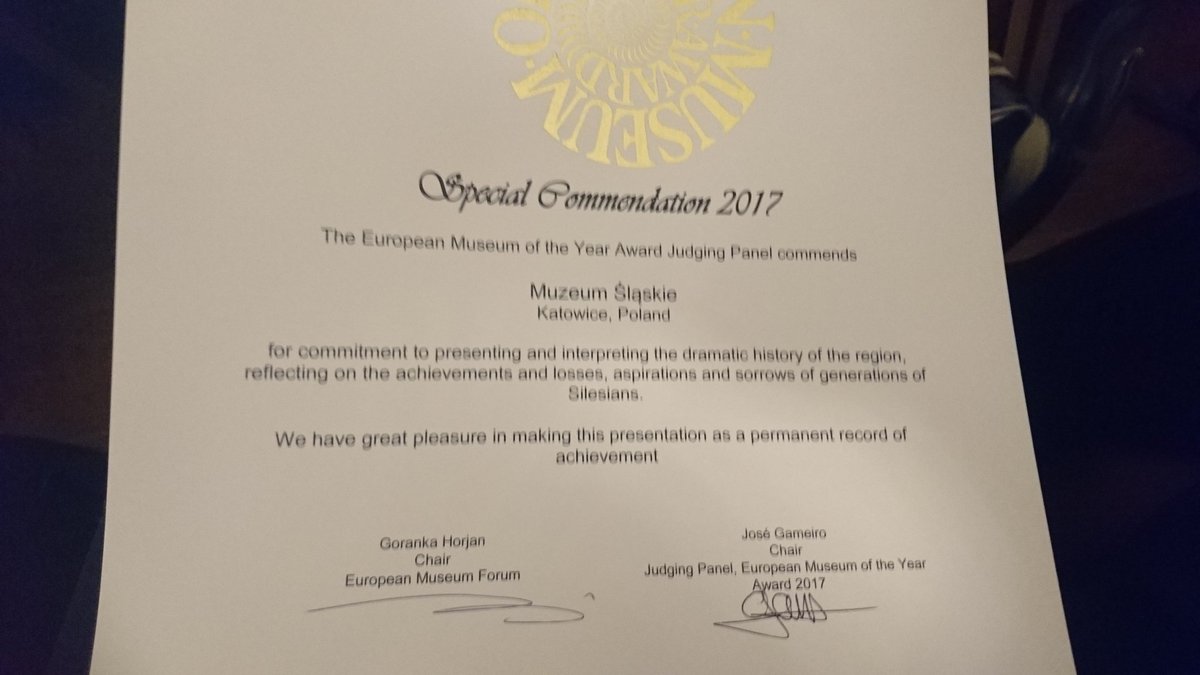 MUSEUM
AWARD
Special Commendation 2017
The European Museum of the Year Award Judging Panel commends
Muzeum Śląskie
Katowice, Poland
for commitment to presenting and interpreting the dramatic history of the region,
reflecting on the achievements and losses, aspirations and sorrows of generations of
Silesians.
We have great pleasure in making this presentation as a permanent record of
achievement
Goranka Horjan
Chair
European Museum Forum
José Gameiro
Chair
Judging Panel, European Museum of the Year
Award 2017